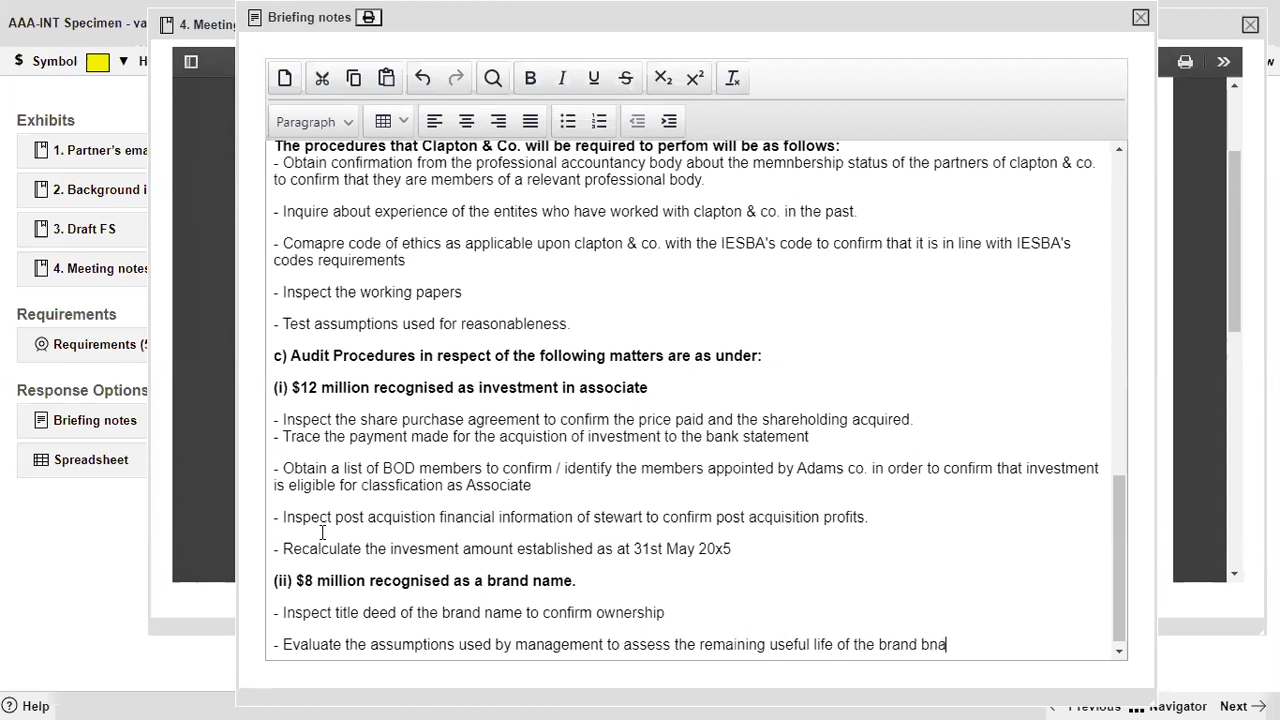 AAA-INT Specimen - va
4. Meeting
Briefing notes
$ Symbol
H
w
Exhibits
1. Partner's ema
2. Background i
3. Draft FS
4. Meeting notes
Requirements
Requirements (5
Response Options
Briefing notes
Spreadsheet
B I U S X₂ X² Tx
Paragraph
The procedures that Clapton & Co. will be required to perfom will be as follows:
- Obtain confirmation from the professional accountancy body about the memnbership status of the partners of clapton & co.
to confirm that they are members of a relevant professional body.
- Inquire about experience of the entites who have worked with clapton & co. in the past.
- Comapre code of ethics as applicable upon clapton & co. with the IESBA's code to confirm that it is in line with IESBA's
codes requirements
- Inspect the working papers
- Test assumptions used for reasonableness.
c) Audit Procedures in respect of the following matters are as under:
(i) $12 million recognised as investment in associate
- Inspect the share purchase agreement to confirm the price paid and the shareholding acquired.
- Trace the payment made for the acquistion of investment to the bank statement
- Obtain a list of BOD members to confirm / identify the members appointed by Adams co. in order to confirm that investment
is eligible for classfication as Associate
- Inspect post acquistion financial information of stewart to confirm post acquisition profits.
- Recalculate the invesment amount established as at 31st May 20x5
(ii) $8 million recognised as a brand name.
- Inspect title deed of the brand name to confirm ownership
- Evaluate the assumptions used by management to assess the remaining useful life of the brand bna
Help
Previous
Navigator
Next